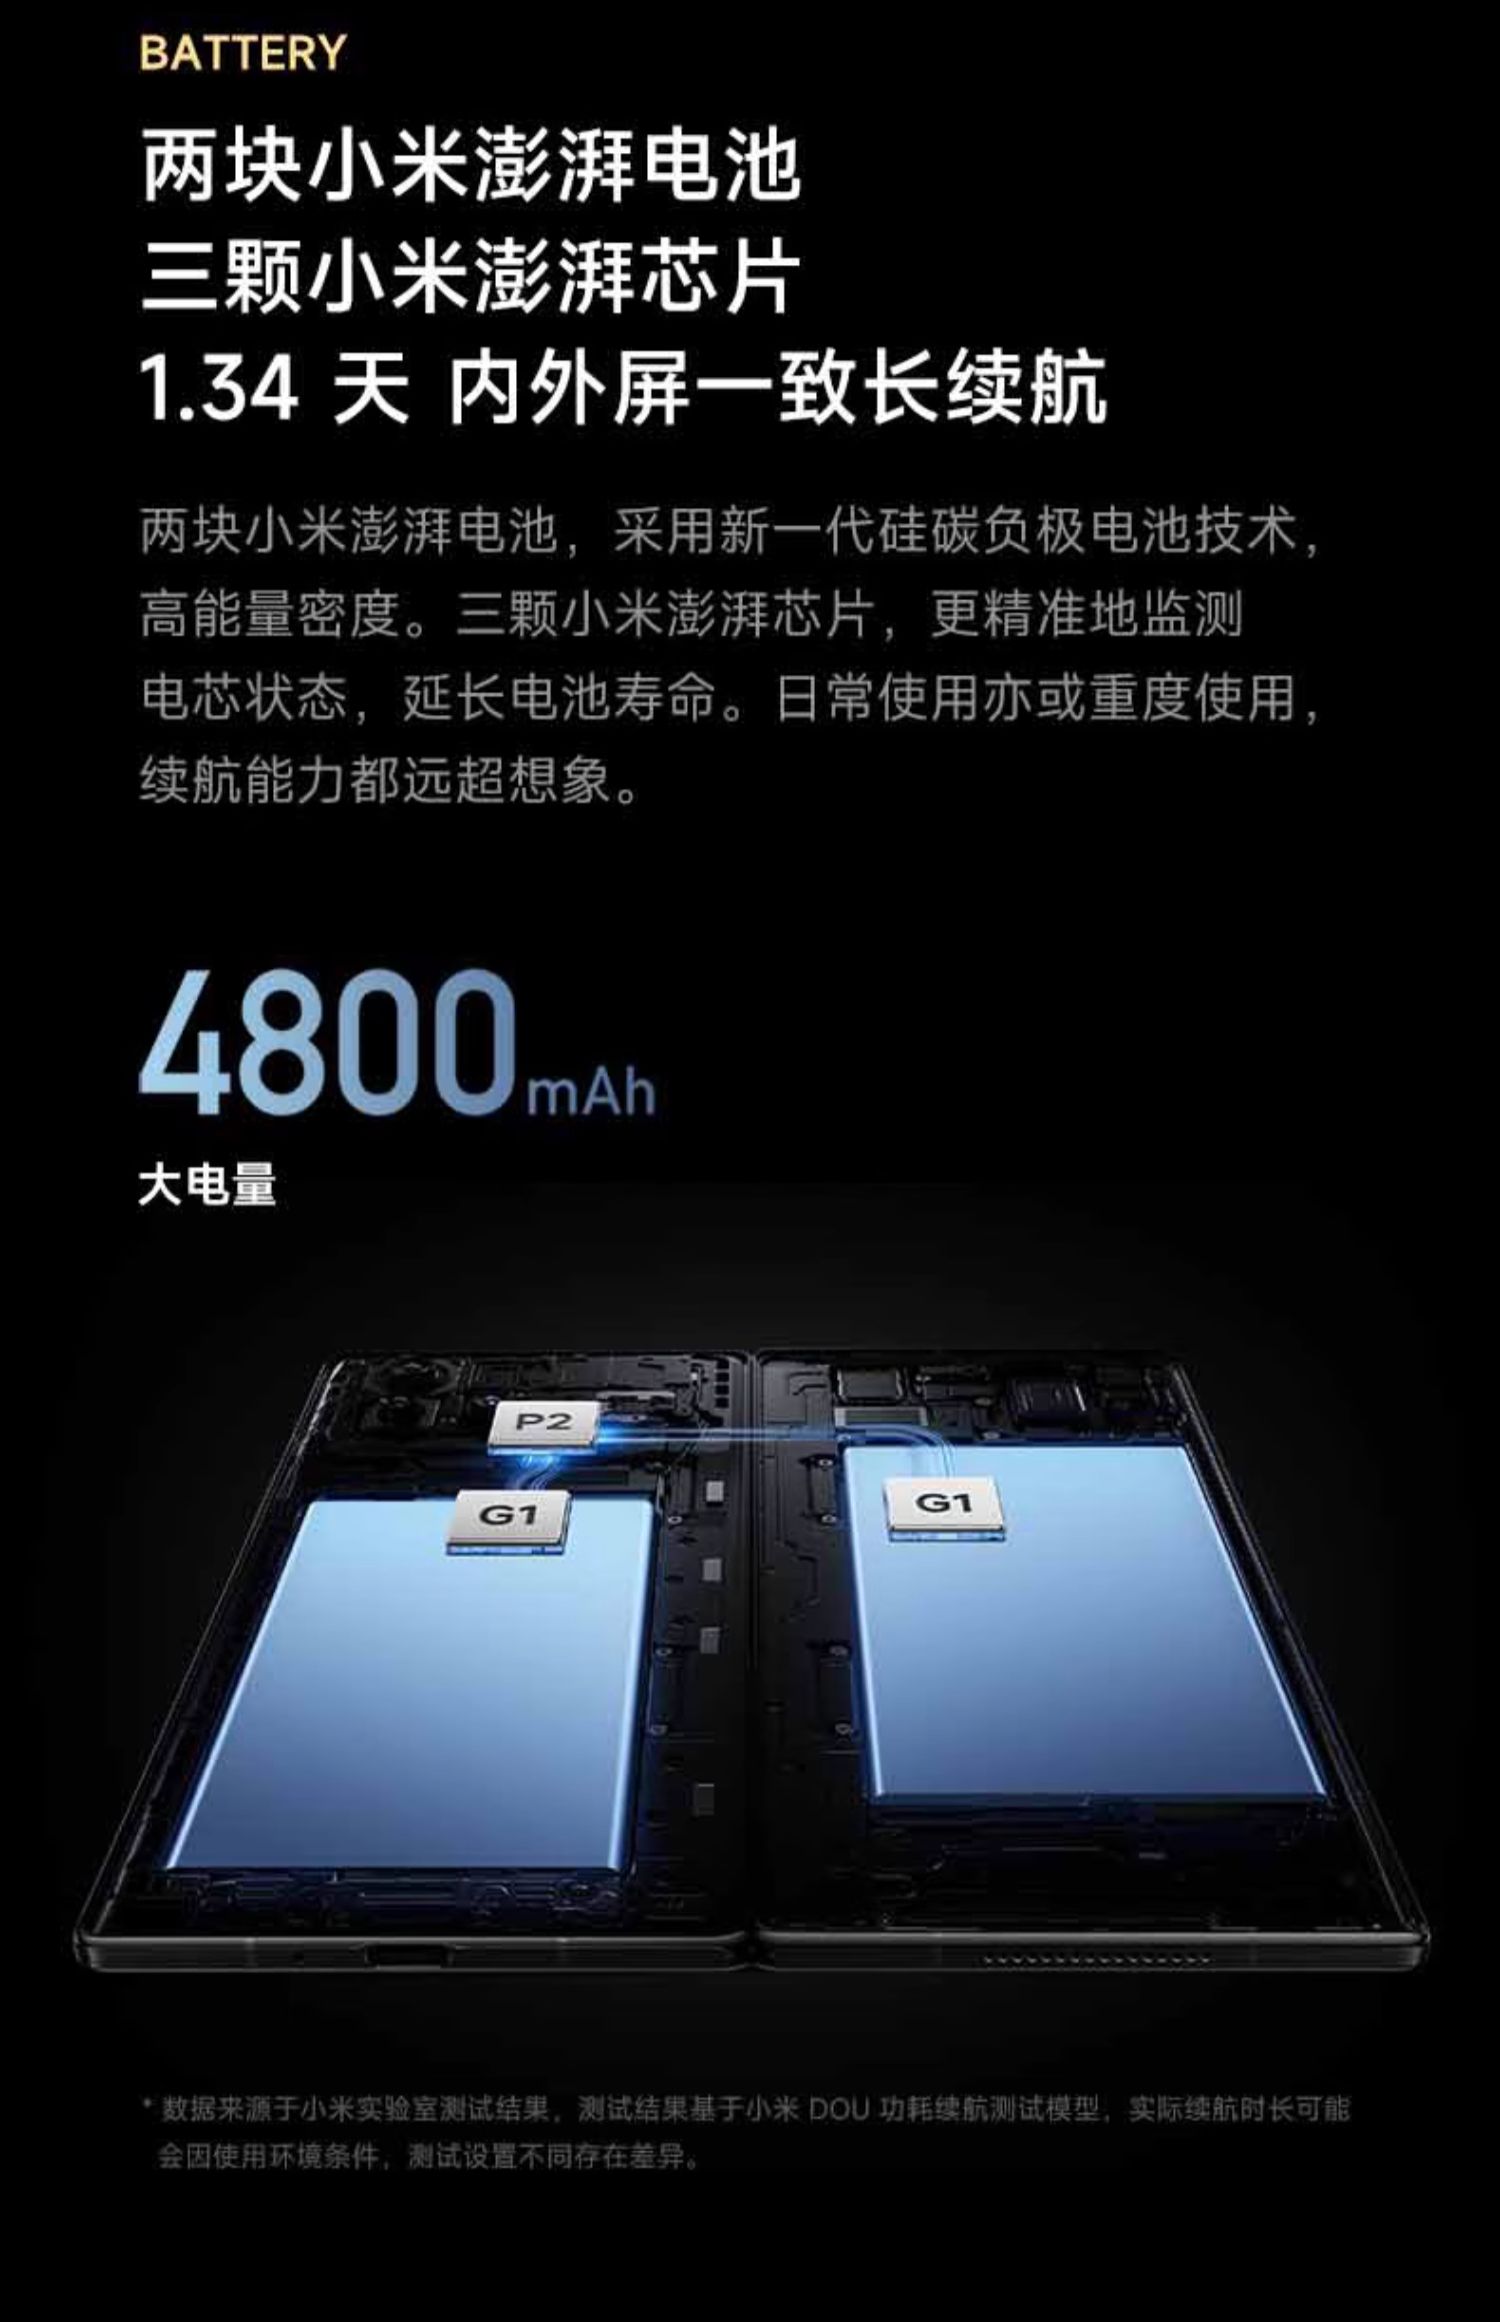 BATTERY
两块小米澎湃电池
三颗小米澎湃芯片
1.34 天 内外屏一致长续航
两块小米澎湃电池，采用新一代硅碳负极电池技术，
高能量密度。三颗小米澎湃芯片，更精准地监测
电芯状态，延长电池寿命。日常使用亦或重度使用，
续航能力都远超想象。
4800 mAh
大电量
P2
G1
G1
* 数据来源于小米实验室测试结果，测试结果基于小米 DOU 功耗续航测试模型，实际续航时长可能
会因使用环境条件，测试设置不同存在差异。